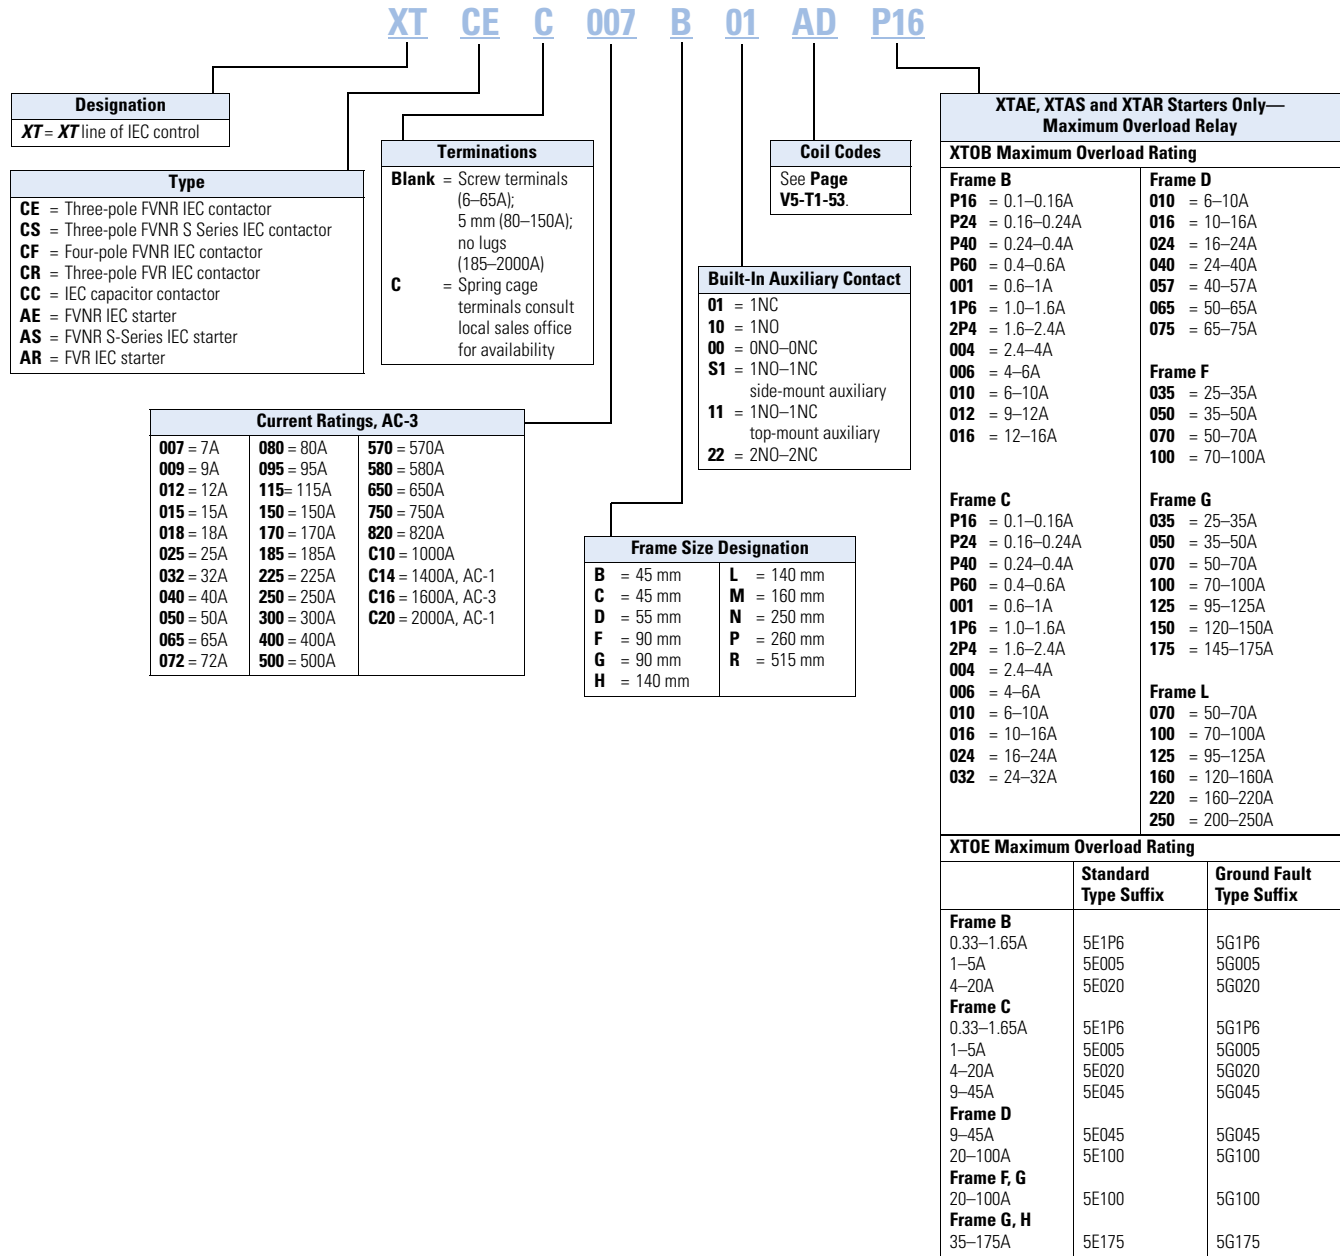 XT CE C 007 B 01 AD P16
Designation
XT = XT line of IEC control
Type
CE = Three-pole FVNR IEC contactor
CS = Three-pole FVNR S Series IEC contactor
CF = Four-pole FVNR IEC contactor
CR = Three-pole FVR IEC contactor
CC = IEC capacitor contactor
AE = FVNR IEC starter
AS = FVNR S-Series IEC starter
AR = FVR IEC starter
Terminations
Blank = Screw terminals
(6–65A);
5 mm (80–150A);
no lugs
(185–2000A)
C = Spring cage
terminals consult
local sales office
for availability
Current Ratings, AC-3
007 = 7A
009 = 9A
012 = 12A
015 = 15A
018 = 18A
025 = 25A
032 = 32A
040 = 40A
050 = 50A
065 = 65A
072 = 72A
080 = 80A
095 = 95A
115= 115A
150 = 150A
170 = 170A
185 = 185A
225 = 225A
250 = 250A
300 = 300A
400 = 400A
500 = 500A
570 = 570A
580 = 580A
650 = 650A
750 = 750A
820 = 820A
C10 = 1000A
C14 = 1400A, AC-1
C16 = 1600A, AC-3
C20 = 2000A, AC-1
Frame Size Designation
B = 45 mm
C = 45 mm
D = 55 mm
F = 90 mm
G = 90 mm
H = 140 mm
L = 140 mm
M = 160 mm
N = 250 mm
P = 260 mm
R = 515 mm
Built-In Auxiliary Contact
01 = 1NC
10 = 1NO
00 = 0NO–0NC
S1 = 1NO–1NC
side-mount auxiliary
11 = 1NO–1NC
top-mount auxiliary
22 = 2NO–2NC
Coil Codes
See Page
V5-T1-53.
XTAE, XTAS and XTAR Starters Only—
Maximum Overload Relay
XTOB Maximum Overload Rating
Frame B
P16 = 0.1–0.16A
P24 = 0.16–0.24A
P40 = 0.24–0.4A
P60 = 0.4–0.6A
001 = 0.6–1A
1P6 = 1.0–1.6A
2P4 = 1.6–2.4A
004 = 2.4–4A
006 = 4–6A
010 = 6–10A
012 = 9–12A
016 = 12–16A
Frame C
P16 = 0.1–0.16A
P24 = 0.16–0.24A
P40 = 0.24–0.4A
P60 = 0.4–0.6A
001 = 0.6–1A
1P6 = 1.0–1.6A
2P4 = 1.6–2.4A
004 = 2.4–4A
006 = 4–6A
010 = 6–10A
016 = 10–16A
024 = 16–24A
032 = 24–32A
Frame D
010 = 6–10A
016 = 10–16A
024 = 16–24A
040 = 24–40A
057 = 40–57A
065 = 50–65A
075 = 65–75A
Frame F
035 = 25–35A
050 = 35–50A
070 = 50–70A
100 = 70–100A
Frame G
035 = 25–35A
050 = 35–50A
070 = 50–70A
100 = 70–100A
125 = 95–125A
150 = 120–150A
175 = 145–175A
Frame L
070 = 50–70A
100 = 70–100A
125 = 95–125A
160 = 120–160A
220 = 160–220A
250 = 200–250A
XTOE Maximum Overload Rating
Standard Ground Fault
Type Suffix Type Suffix
Frame B
0.33–1.65A 5E1P6 5G1P6
1–5A 5E005 5G005
4–20A 5E020 5G020
Frame C
0.33–1.65A 5E1P6 5G1P6
1–5A 5E005 5G005
4–20A 5E020 5G020
9–45A 5E045 5G045
Frame D
9–45A 5E045 5G045
20–100A 5E100 5G100
Frame F, G
20–100A 5E100 5G100
Frame G, H
35–175A 5E175 5G175